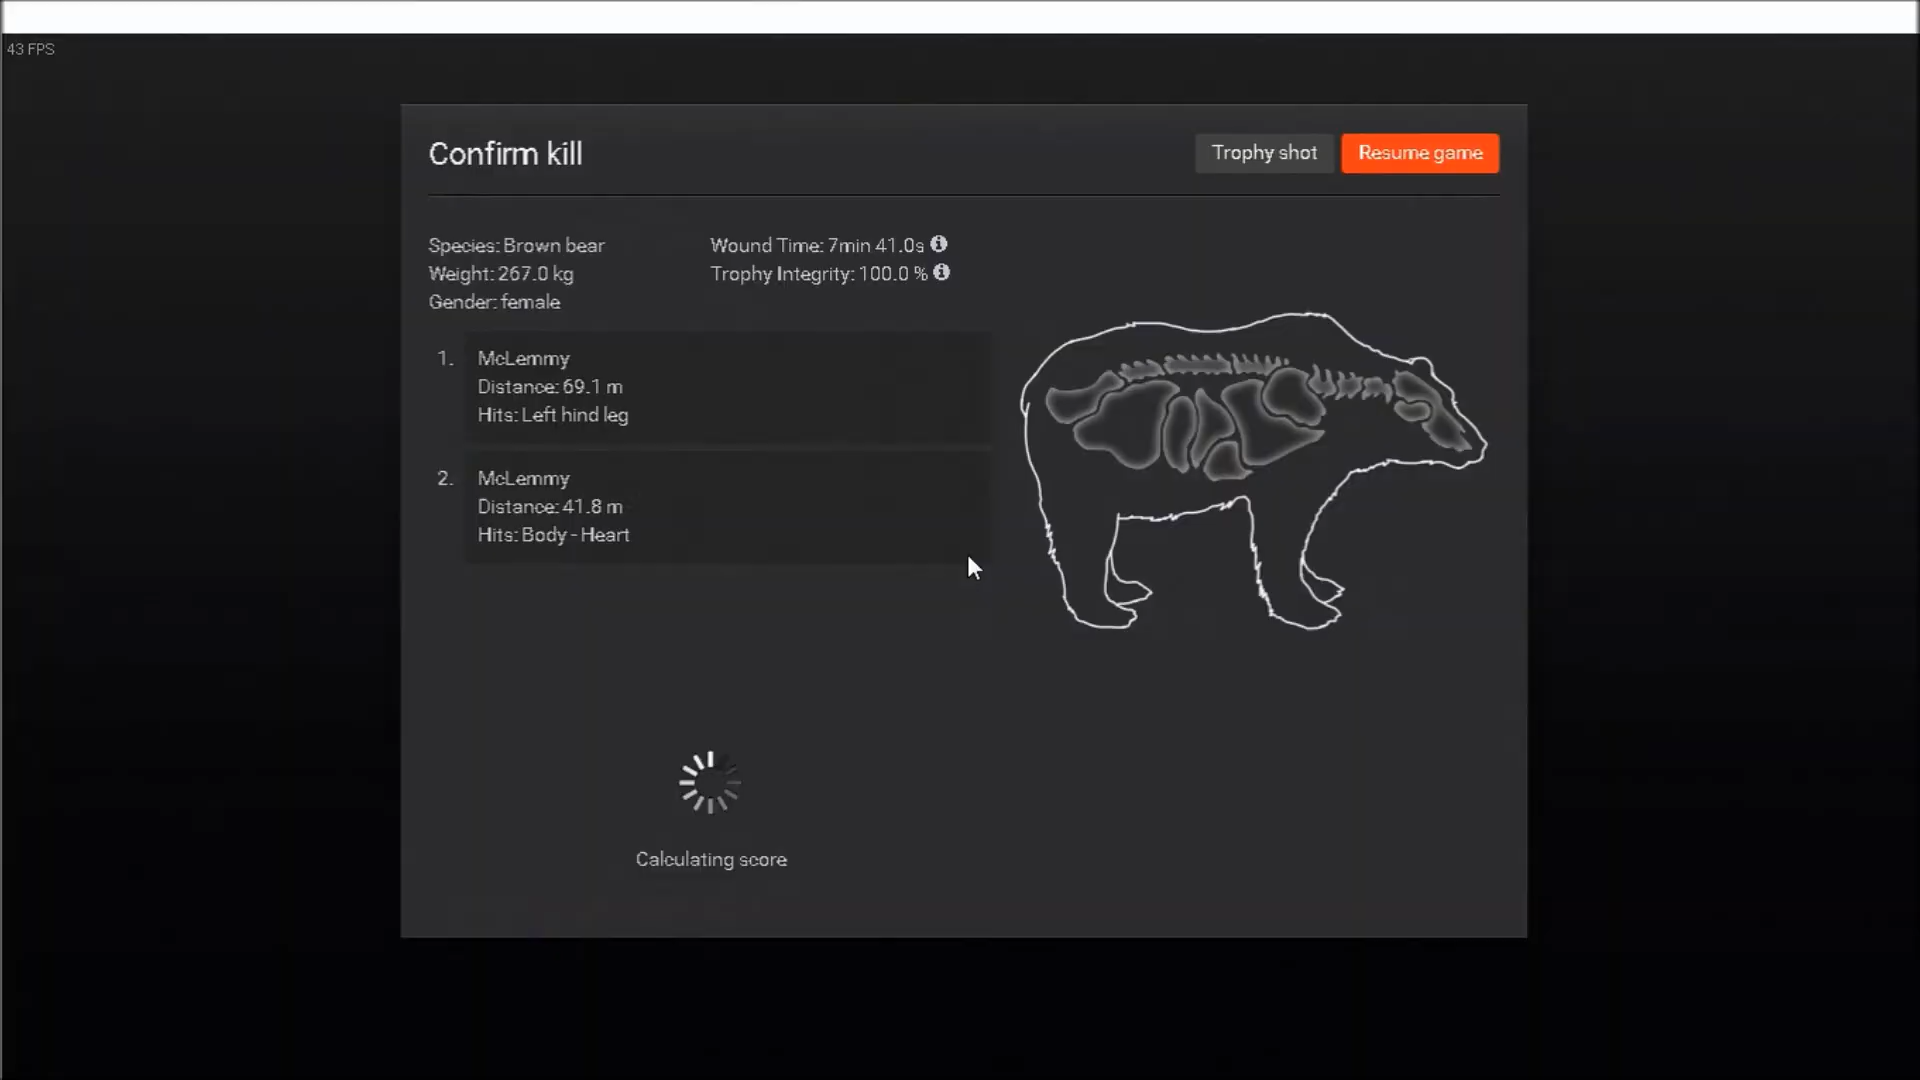 43 FPS
Confirm kill
Trophy shot
Resume game
Species: Brown bear
Weight: 267.0 kg
Gender: female
Wound Time: 7min 41.0s
Trophy Integrity: 100.0 %
1.
McLemmy
Distance: 69.1 m
Hits: Left hind leg
2.
McLemmy
Distance: 41.8 m
Hits: Body - Heart
Calculating score